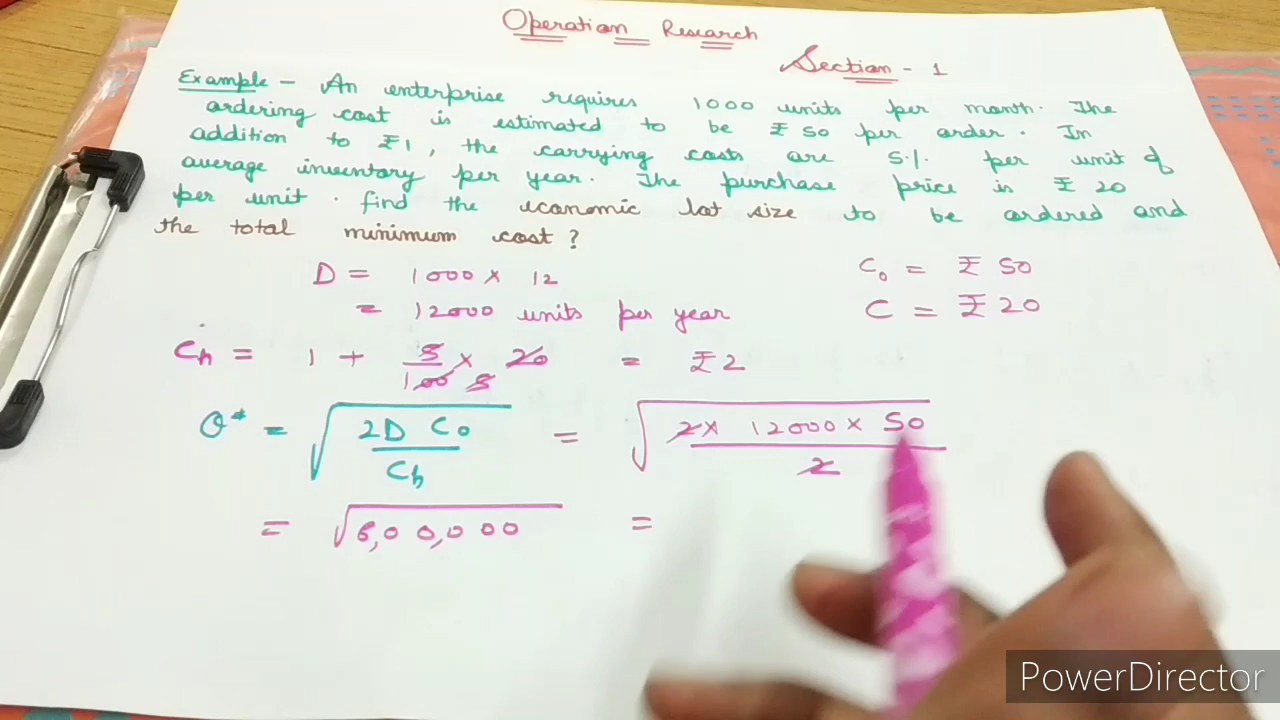 Operation Research
Section - 1
Example - An enterprise requires 1000 units per month. The
ordering cost is estimated to be ₹ 50 per order. In
addition to ₹1, the carrying costs are 5% per unit of
average inventory per year. The purchase price is ₹ 20
per unit. find the economic lot size to be ordered and
the total minimum cost?
D = 1000 × 12
= 12000 units per year
C₀ = ₹ 50
C = ₹ 20
Ch = 1 + 5/100 5 × 20 = ₹2
Q* = √(2D C₀/Ch) = √(2 × 12000 × 50/2)
= √6,00,000 =
PowerDirector